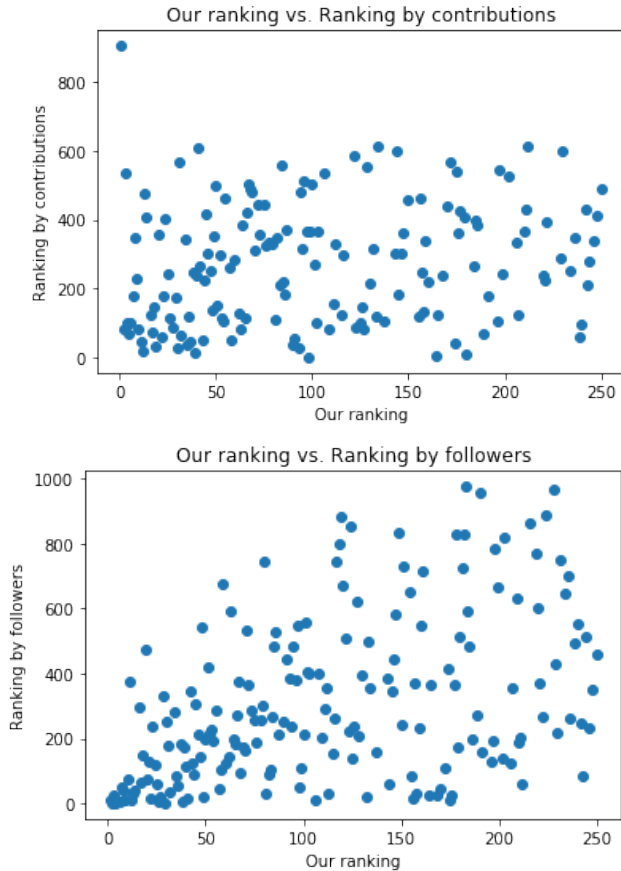 Our ranking vs. Ranking by contributions
Ranking by contributions
800
600
400
200
0
0 50 100 150 200 250
Our ranking
Our ranking vs. Ranking by followers
Ranking by followers
1000
800
600
400
200
0
0 50 100 150 200 250
Our ranking